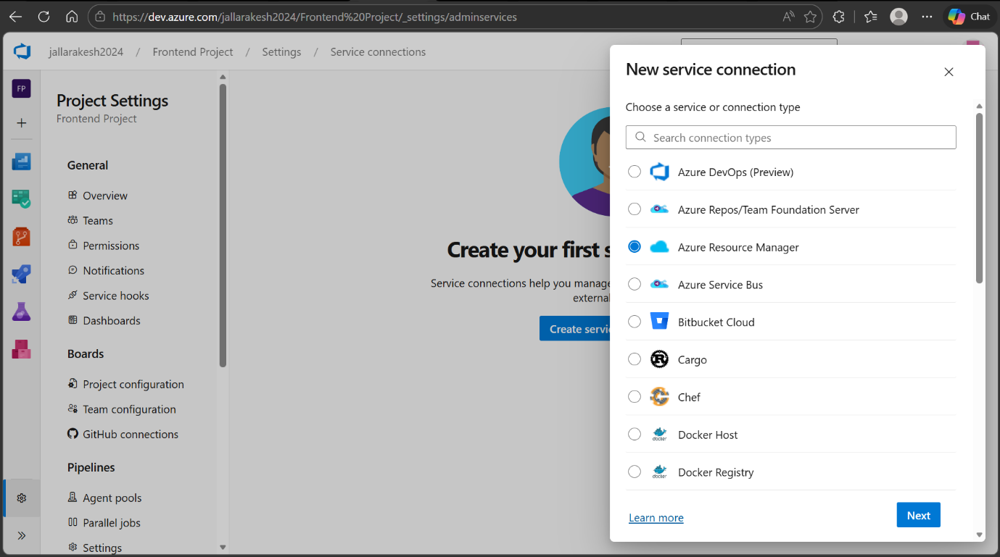 https://dev.azure.com/jallarakesh2024/Frontend%20Project/_settings/adminservices
Chat
jallarakesh2024 / Frontend Project / Settings / Service connections
FP
Project Settings
Frontend Project
General
Overview
Teams
Permissions
Notifications
Service hooks
Dashboards
Boards
Project configuration
Team configuration
GitHub connections
Pipelines
Agent pools
Parallel jobs
Settings
Create your first
Service connections help you manage
external
Create
New service connection
Choose a service or connection type
Search connection types
Azure DevOps (Preview)
Azure Repos/Team Foundation Server
Azure Resource Manager
Azure Service Bus
Bitbucket Cloud
Cargo
Chef
docker Docker Host
docker Docker Registry
Learn more
Next